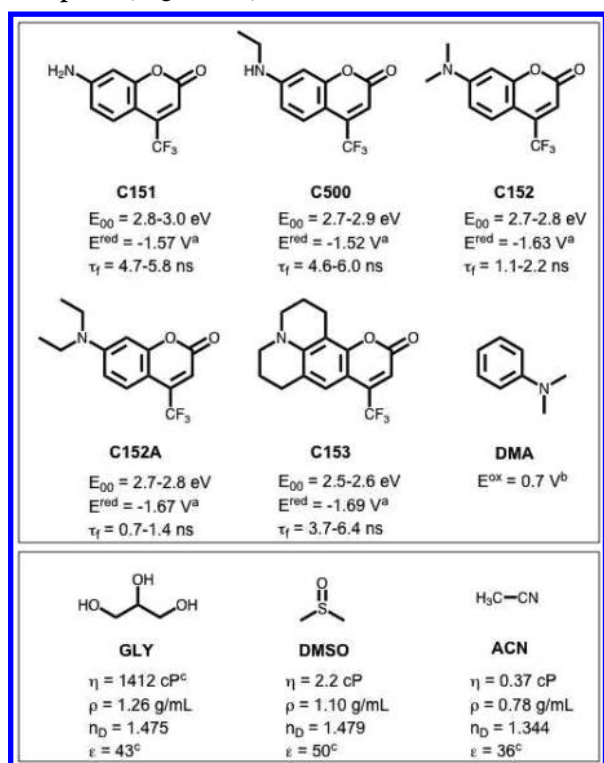 H₂N O O CF₃
HN O O CF₃
N O O CF₃
C151 C500 C152
E₀₀ = 2.8-3.0 eV E₀₀ = 2.7-2.9 eV E₀₀ = 2.7-2.8 eV
Eʳᵉᵈ = -1.57 Vᵃ Eʳᵉᵈ = -1.52 Vᵃ Eʳᵉᵈ = -1.63 Vᵃ
τf = 4.7-5.8 ns τf = 4.6-6.0 ns τf = 1.1-2.2 ns
N O O CF₃
N O O CF₃
N
C152A C153 DMA
E₀₀ = 2.7-2.8 eV E₀₀ = 2.5-2.6 eV Eᵒˣ = 0.7 Vᵇ
Eʳᵉᵈ = -1.67 Vᵃ Eʳᵉᵈ = -1.69 Vᵃ
τf = 0.7-1.4 ns τf = 3.7-6.4 ns
HO OH OH
O S
H₃C CN
GLY DMSO ACN
η = 1412 cPᶜ η = 2.2 cP η = 0.37 cP
ρ = 1.26 g/mL ρ = 1.10 g/mL ρ = 0.78 g/mL
n_D = 1.475 n_D = 1.479 n_D = 1.344
ε = 43ᶜ ε = 50ᶜ ε = 36ᶜ